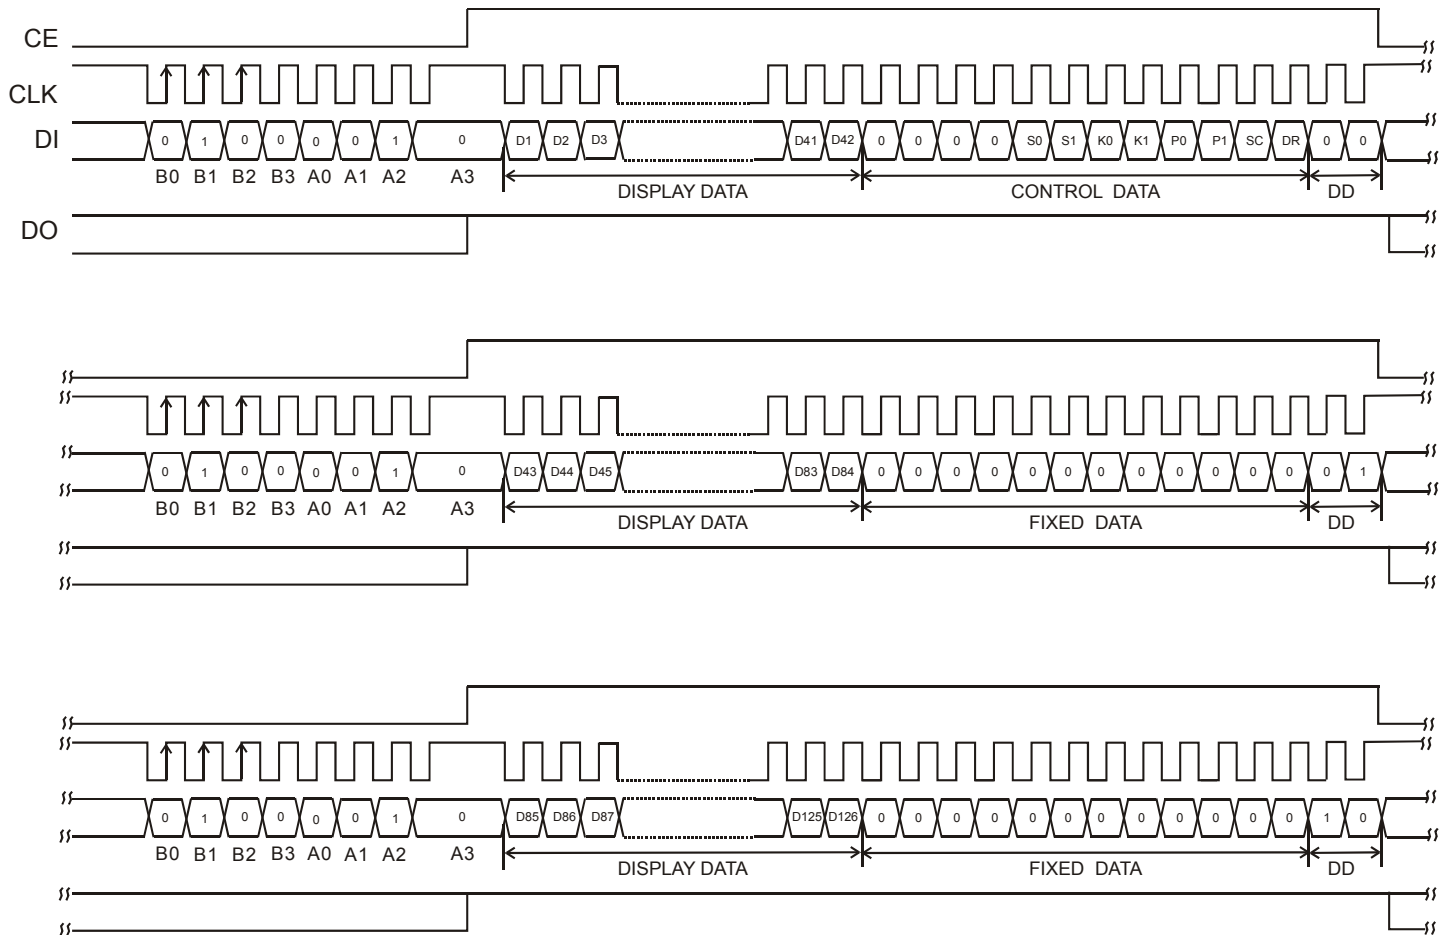 CE
CLK
DI 0 1 0 0 0 0 1 0 D1 D2 D3 D41 D42 0 0 0 0 S0 S1 K0 K1 P0 P1 SC DR 0 0
B0 B1 B2 B3 A0 A1 A2 A3 DISPLAY DATA CONTROL DATA DD
DO
0 1 0 0 0 0 1 0 D43 D44 D45 D83 D84 0 0 0 0 0 0 0 0 0 0 0 0 0 1
B0 B1 B2 B3 A0 A1 A2 A3 DISPLAY DATA FIXED DATA DD
0 1 0 0 0 0 1 0 D85 D86 D87 D125 D126 0 0 0 0 0 0 0 0 0 0 0 0 1 0
B0 B1 B2 B3 A0 A1 A2 A3 DISPLAY DATA FIXED DATA DD